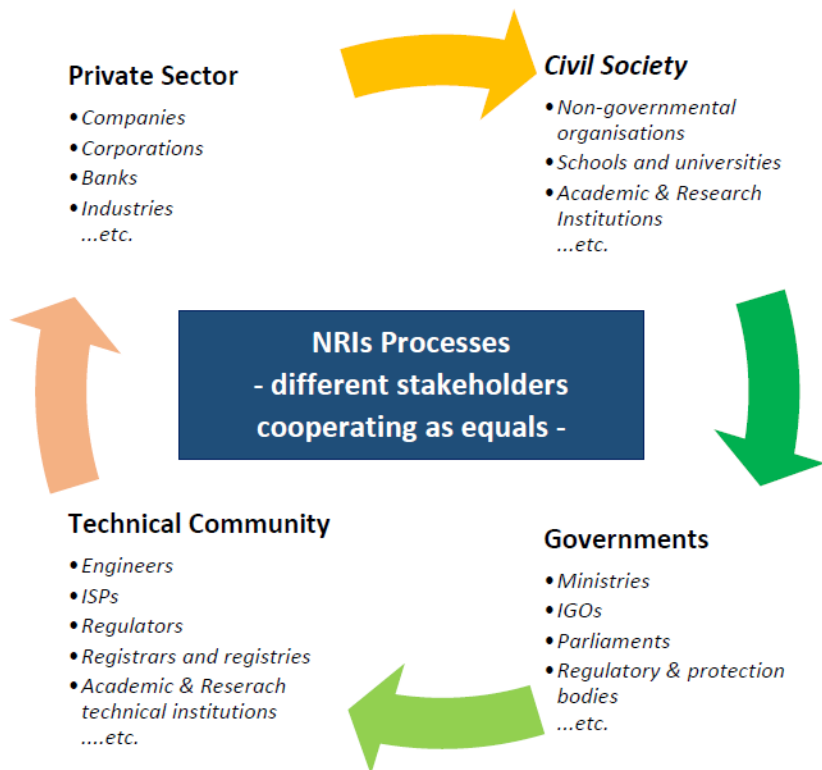 Private Sector
•Companies
•Corporations
•Banks
•Industries
...etc.
Civil Society
•Non-governmental
organisations
•Schools and universities
•Academic & Research
Institutions
...etc.
NRIs Processes
- different stakeholders
cooperating as equals -
Technical Community
•Engineers
•ISPs
•Regulators
•Registrars and registries
•Academic & Reserach
technical institutions
....etc.
Governments
•Ministries
•IGOs
•Parliaments
•Regulatory & protection
bodies
...etc.